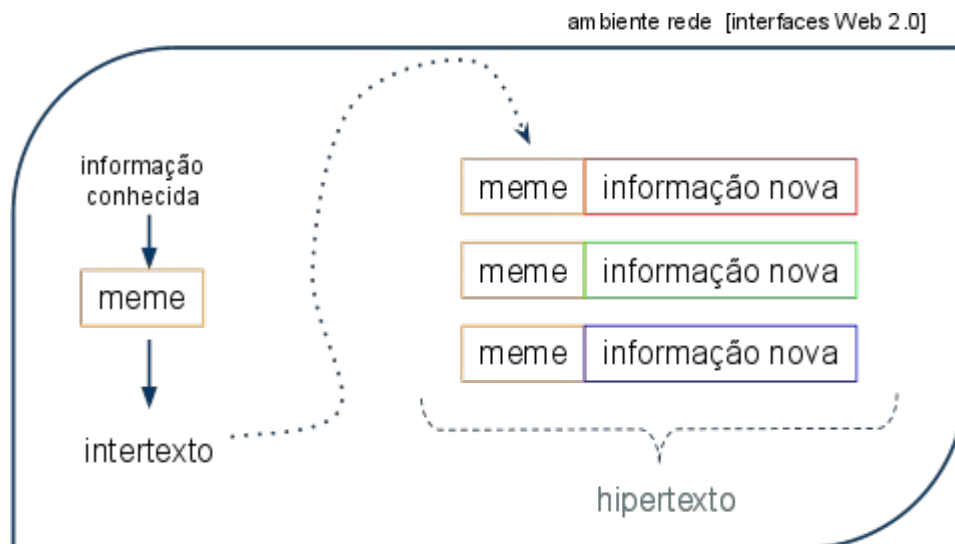 ambiente rede [interfaces Web 2.0]
informação
conhecida
meme
intertexto
meme informação nova
meme informação nova
meme informação nova
hipertexto